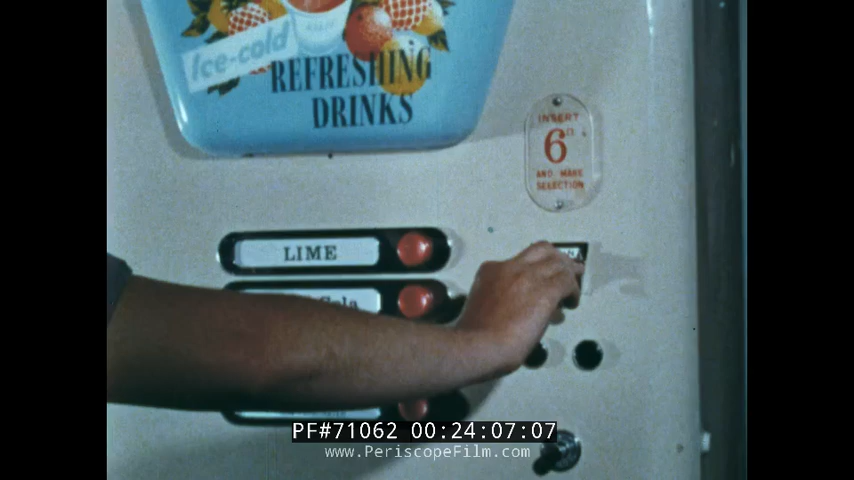 Ice-cold
REFRESHING
DRINKS
INSERT
6D
AND MAKE
SELECTION
LIME
Cola
PF#71062 00:24:07:07
www.PeriscopeFilm.com